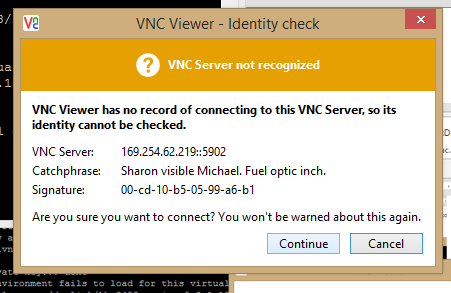 3/
VNC Viewer - Identity check
VNC Server not recognized
VNC Viewer has no record of connecting to this VNC Server, so its
identity cannot be checked.
VNC Server: 169.254.62.219::5902
Catchphrase: Sharon visible Michael. Fuel optic inch.
Signature: 00-cd-10-b5-05-99-a6-b1
Are you sure you want to connect? You won't be warned about this again.
Continue Cancel
nvironment fails to load for this virtual